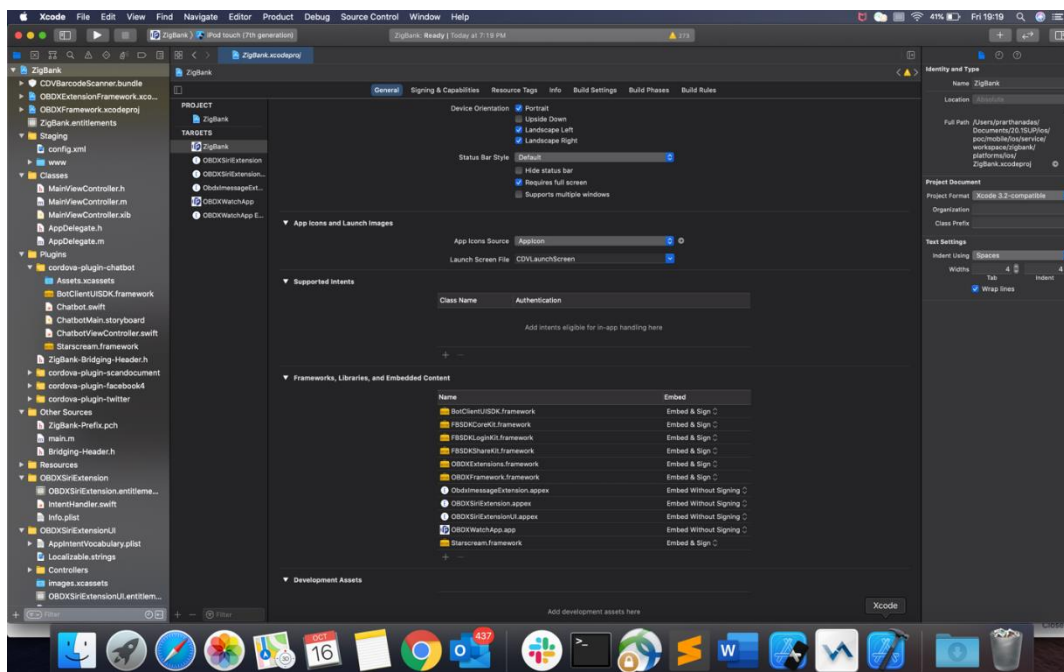 Xcode File Edit View Find Navigate Editor Product Debug Source Control Window Help 41% Fri 19:19
ZigBank iPod touch (7th generation) ZigBank: Ready | Today at 7:19 PM
ZigBank.xcodeproj
ZigBank
CDVBarcodeScanner.bundle
OBDXExtensionFramework.xco...
OBDXFramework.xcodeproj
ZigBank.entitlements
Staging
config.xml
www
Classes
MainViewController.h
MainViewController.m
MainViewController.xib
AppDelegate.h
AppDelegate.m
Plugins
cordova-plugin-chatbot
Assets.xcassets
BotClientUISDK.framework
Chatbot.swift
ChatbotMain.storyboard
ChatbotViewController.swift
Starscream.framework
ZigBank-Bridging-Header.h
cordova-plugin-scandocument
cordova-plugin-facebook4
cordova-plugin-twitter
Other Sources
ZigBank-Prefix.pch
main.m
Bridging-Header.h
Resources
OBDXSiriExtension
OBDXSiriExtension.entitleme...
IntentHandler.swift
Info.plist
OBDXSiriExtensionUI
AppIntentVocabulary.plist
Localizable.strings
Controllers
images.xcassets
OBDXSiriExtensionUI.entitlem...
Filter
ZigBank
General Signing & Capabilities Resource Tags Info Build Settings Build Phases Build Rules
PROJECT
ZigBank
TARGETS
ZigBank
OBDXSiriExtension
OBDXSiriExtension...
ObdxImessageExt...
OBDXWatchApp
OBDXWatchApp E...
Filter
Device Orientation Portrait
Upside Down
Landscape Left
Landscape Right
Status Bar Style Default
Hide status bar
Requires full screen
Supports multiple windows
App Icons and Launch Images
App Icons Source AppIcon
Launch Screen File CDVLaunchScreen
Supported Intents
Class Name Authentication
Add intents eligible for in-app handling here
Frameworks, Libraries, and Embedded Content
Name Embed
BotClientUISDK.framework Embed & Sign
FBSDKCoreKit.framework Embed & Sign
FBSDKLoginKit.framework Embed & Sign
FBSDKShareKit.framework Embed & Sign
OBDXExtensions.framework Embed & Sign
OBDXFramework.framework Embed & Sign
ObdxImessageExtension.appex Embed Without Signing
OBDXSiriExtension.appex Embed Without Signing
OBDXSiriExtensionUI.appex Embed Without Signing
OBDXWatchApp.app Embed Without Signing
Starscream.framework Embed & Sign
Development Assets
Add development assets here
Identity and Type
Name ZigBank
Location Absolute
Full Path /Users/prarthanadas/
Documents/20.1SUP/ios/
poc/mobile/ios/service/
workspace/zigbank/
platforms/ios/
ZigBank.xcodeproj
Project Document
Project Format Xcode 3.2-compatible
Organization
Class Prefix
Text Settings
Indent Using Spaces
Widths 4 4
Tab Indent
Wrap lines
Xcode
OCT
16
437
W